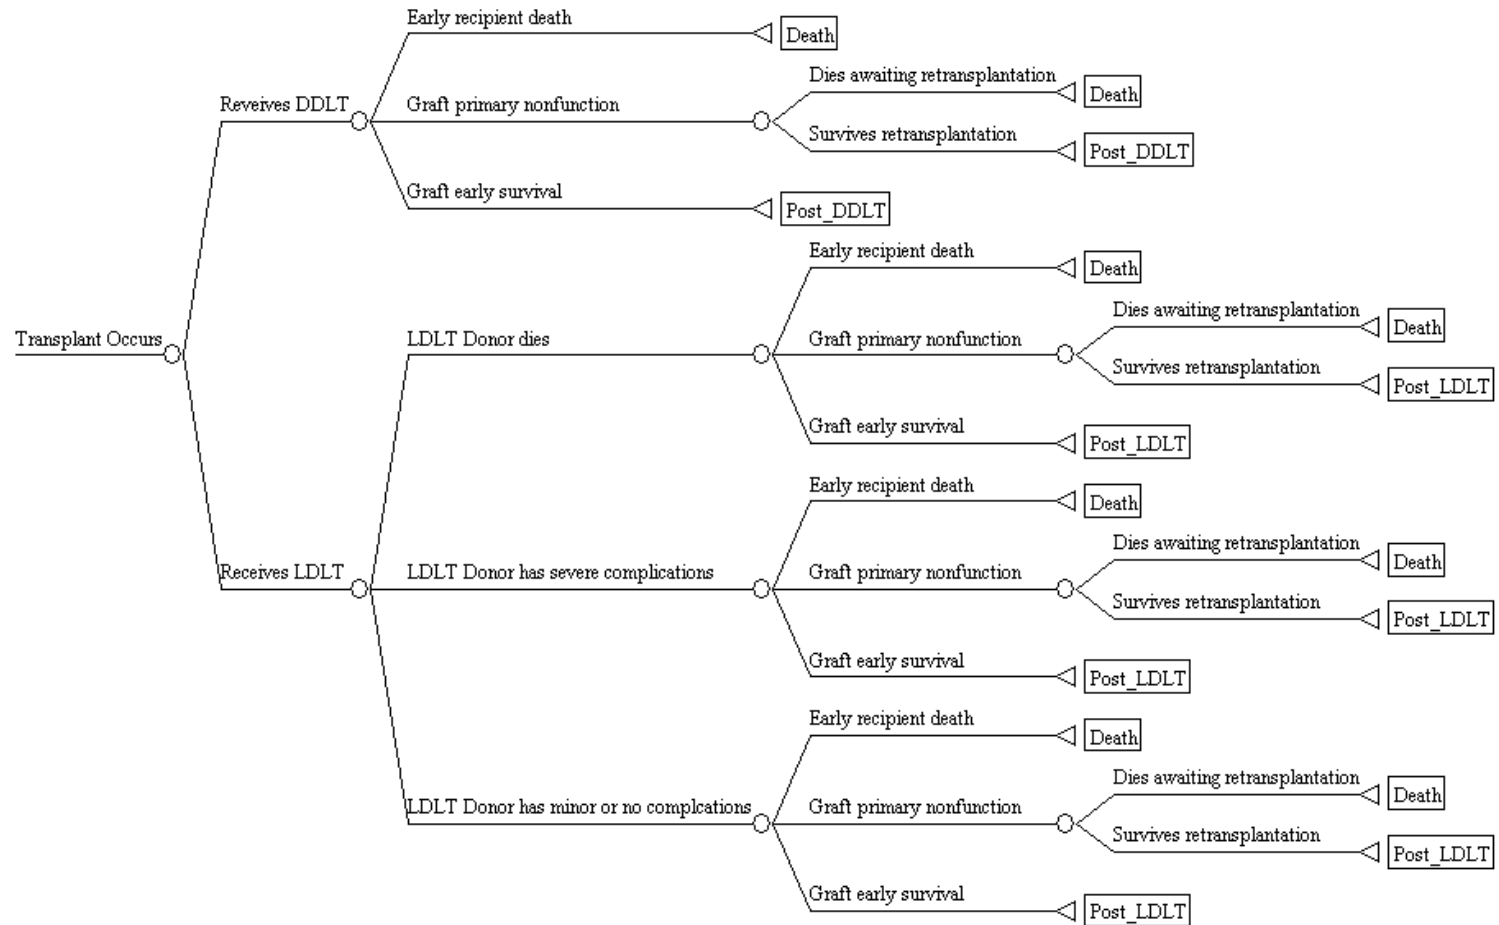 Early recipient death
Death
Dies awaiting retransplantation
Death
Reveives DDLT
Graft primary nonfunction
Survives retransplantation
Post_DDLT
Graft early survival
Post_DDLT
Early recipient death
Death
Dies awaiting retransplantation
Death
Transplant Occurs
LDLT Donor dies
Graft primary nonfunction
Survives retransplantation
Post_LDLT
Graft early survival
Post_LDLT
Early recipient death
Death
Dies awaiting retransplantation
Death
Receives LDLT
LDLT Donor has severe complications
Graft primary nonfunction
Survives retransplantation
Post_LDLT
Graft early survival
Post_LDLT
Early recipient death
Death
Dies awaiting retransplantation
Death
LDLT Donor has minor or no complcations
Graft primary nonfunction
Survives retransplantation
Post_LDLT
Graft early survival
Post_LDLT